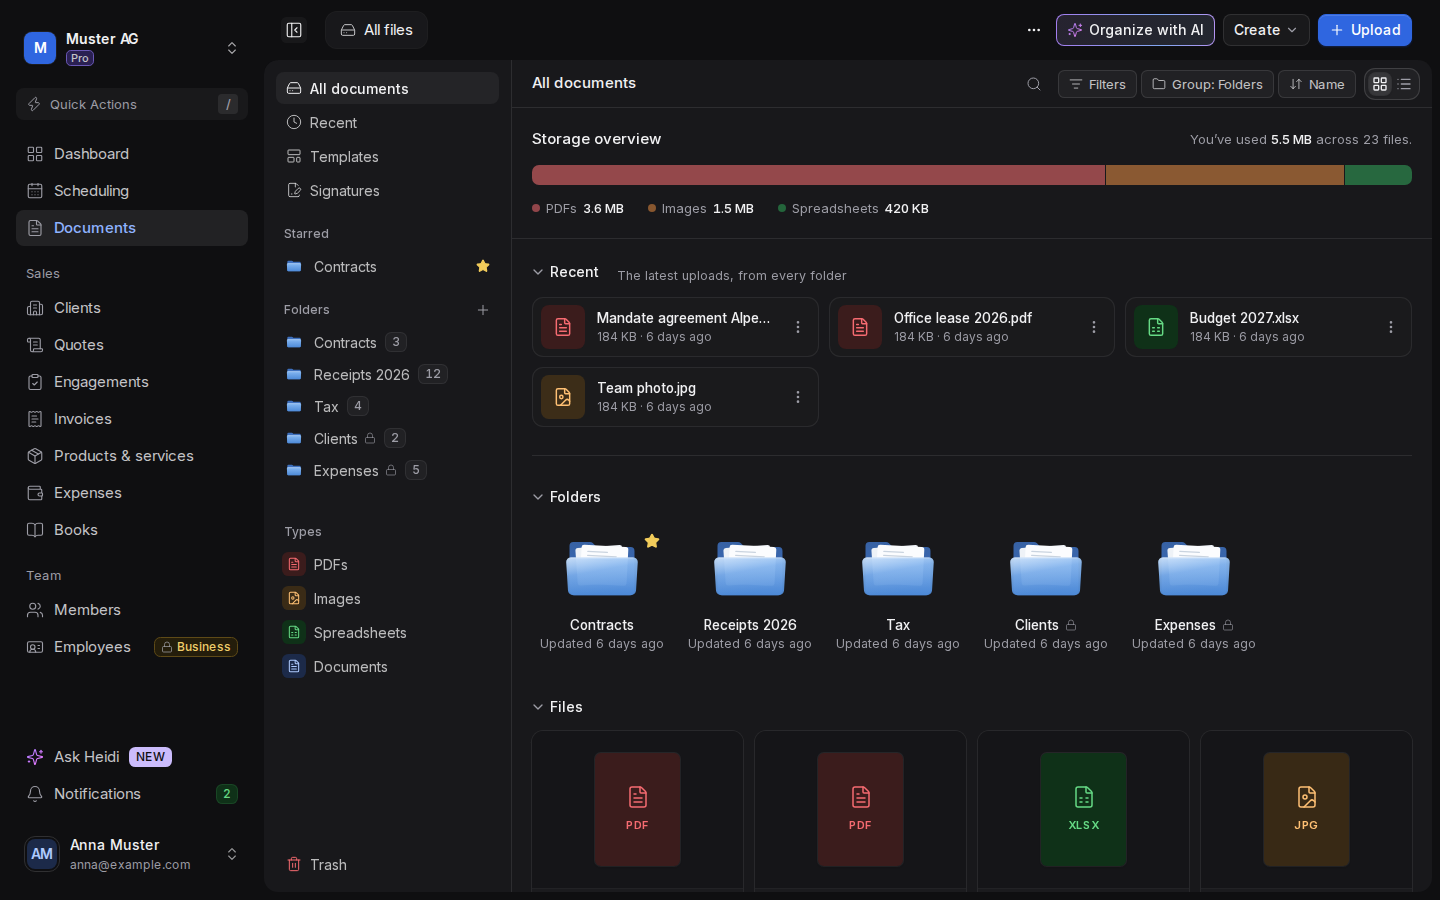 Muster AG
Pro
Quick Actions /
Dashboard
Scheduling
Documents
Sales
Clients
Quotes
Engagements
Invoices
Products & services
Expenses
Books
Team
Members
Employees Business
Ask Heidi NEW
Notifications 2
AM Anna Muster
anna@example.com
M
All files
Organize with AI
Create
Upload
All documents
Recent
Templates
Signatures
Starred
Contracts
Folders
Contracts 3
Receipts 2026 12
Tax 4
Clients 2
Expenses 5
Types
PDFs
Images
Spreadsheets
Documents
Trash
All documents
Filters
Group: Folders
Name
Storage overview
You've used 5.5 MB across 23 files.
PDFs 3.6 MB Images 1.5 MB Spreadsheets 420 KB
Recent The latest uploads, from every folder
Mandate agreement Alpe...
184 KB · 6 days ago
Office lease 2026.pdf
184 KB · 6 days ago
Budget 2027.xlsx
184 KB · 6 days ago
Team photo.jpg
184 KB · 6 days ago
Folders
Contracts
Updated 6 days ago
Receipts 2026
Updated 6 days ago
Tax
Updated 6 days ago
Clients
Updated 6 days ago
Expenses
Updated 6 days ago
Files
PDF
PDF
XLSX
JPG